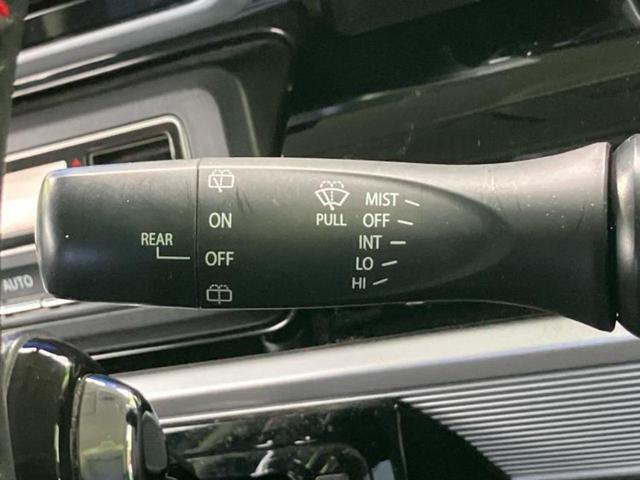 MIST
ON
PULL
OFF
REAR
INT
OFF
LO
HI
AUTO